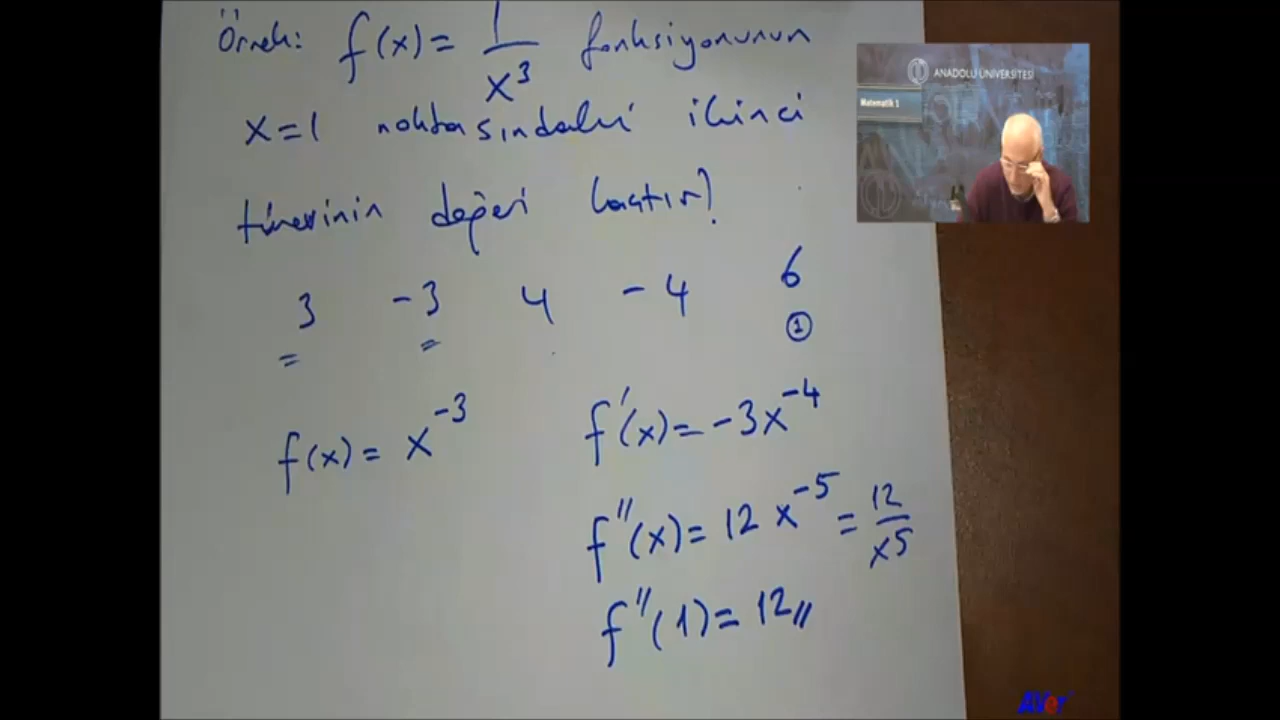 Örnek: f(x) = 1/x³ fonksiyonunun
x=1 noktasındaki ikinci
türevinin değeri kaçtır?
3 -3 4 -4 6
= = ①
f(x) = x⁻³
f'(x) = -3x⁻⁴
f''(x) = 12 x⁻⁵ = 12/x5
f''(1) = 12//
ANADOLU ÜNİVERSİTESİ
Matematik 1
AVer